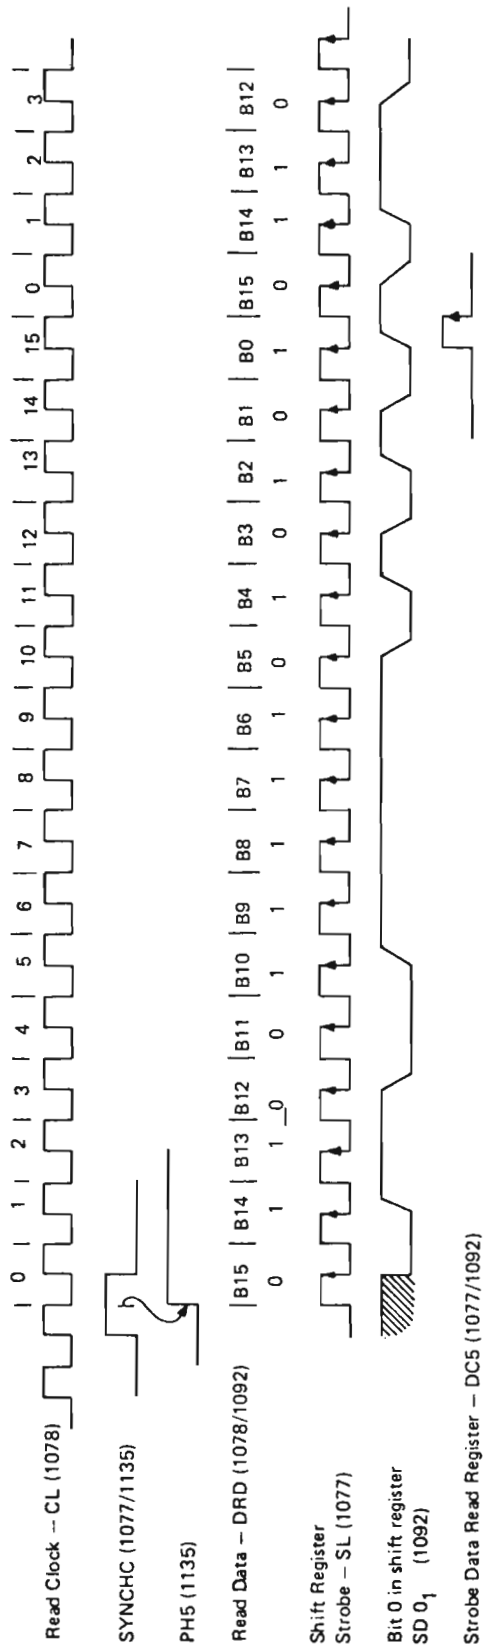 | 0 | 1 | 2 | 3 | 4 | 5 | 6 | 7 | 8 | 9 | 10 | 11 | 12 | 13 | 14 | 15 | 0 | 1 | 2 | 3 |
Read Clock -- CL (1078)
SYNCHC (1077/1135)
PH5 (1135)
Read Data — DRD (1078/1092)
| B15 | B14 | B13 | B12 | B11 | B10 | B9 | B8 | B7 | B6 | B5 | B4 | B3 | B2 | B1 | B0 | B15 | B14 | B13 | B12 |
0 1 1 0 0 1 1 1 1 1 0 1 0 1 0 1 0 1 1 0
Shift Register
Strobe — SL (1077)
Bit 0 in shift register
SD 0₁ (1092)
Strobe Data Read Register — DC5 (1077/1092)